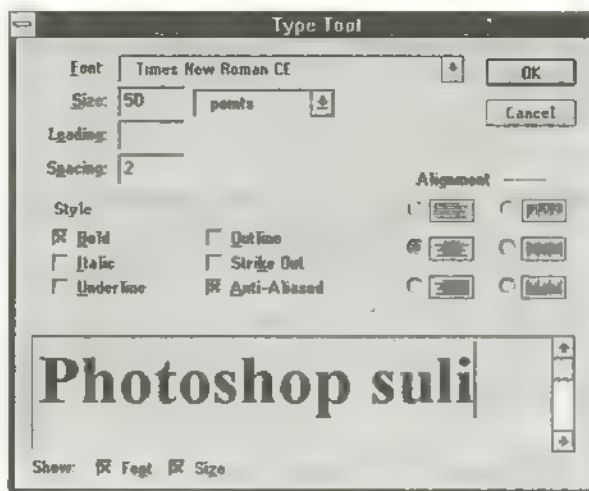 Type Tool
Font Times New Roman CE
OK
Size: 50 points
Cancel
Leading:
Spacing: 2
Alignment
Style
Bold Outline
Italic Strike Out
Underline Anti-Aliased
Photoshop suli
Show: Font Size